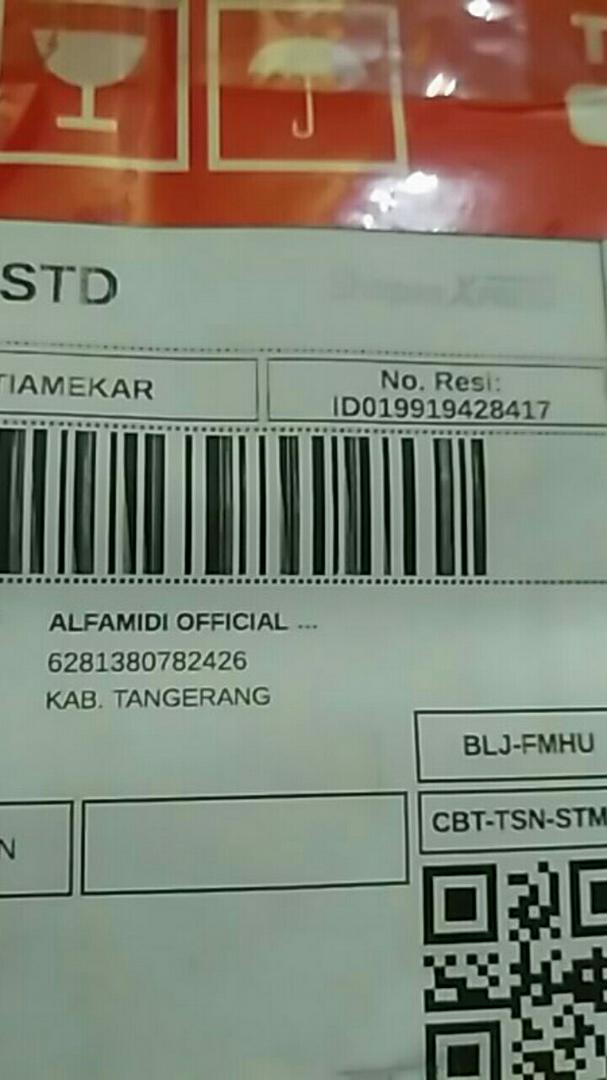 STD
TIAMEKAR
No. Resi:
ID019919428417
ALFAMIDI OFFICIAL ...
6281380782426
KAB. TANGERANG
BLJ-FMHU
CBT-TSN-STM
N